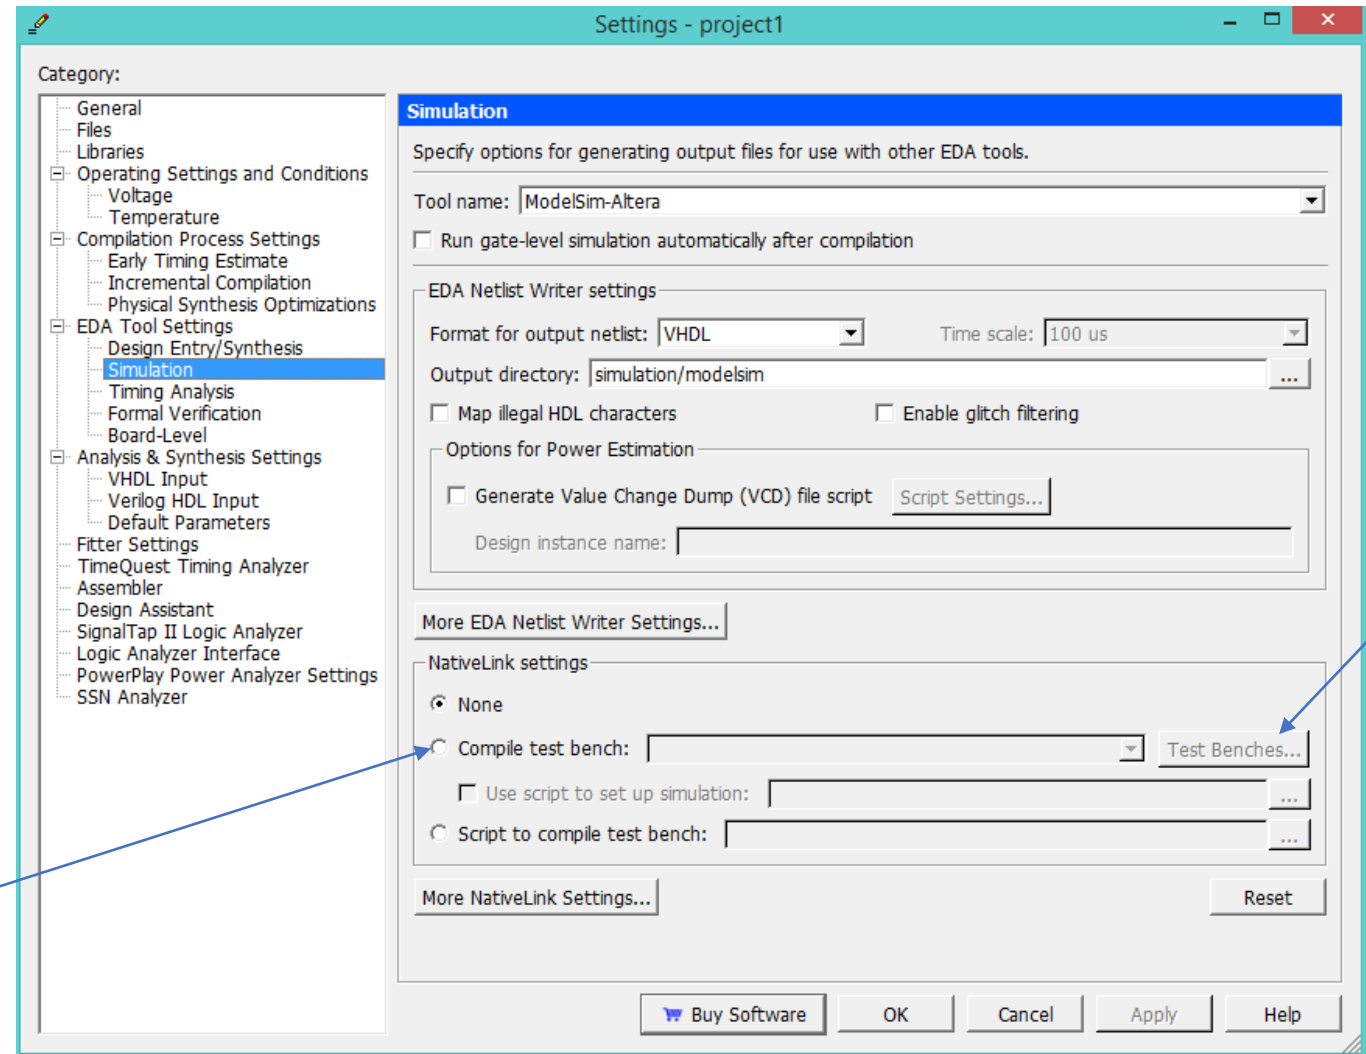 Settings - project1
Category:
General
Files
Libraries
Operating Settings and Conditions
Voltage
Temperature
Compilation Process Settings
Early Timing Estimate
Incremental Compilation
Physical Synthesis Optimizations
EDA Tool Settings
Design Entry/Synthesis
Simulation
Timing Analysis
Formal Verification
Board-Level
Analysis & Synthesis Settings
VHDL Input
Verilog HDL Input
Default Parameters
Fitter Settings
TimeQuest Timing Analyzer
Assembler
Design Assistant
SignalTap II Logic Analyzer
Logic Analyzer Interface
PowerPlay Power Analyzer Settings
SSN Analyzer
Simulation
Specify options for generating output files for use with other EDA tools.
Tool name: ModelSim-Altera
Run gate-level simulation automatically after compilation
EDA Netlist Writer settings
Format for output netlist: VHDL Time scale: 100 us
Output directory: simulation/modelsim ...
Map illegal HDL characters Enable glitch filtering
Options for Power Estimation
Generate Value Change Dump (VCD) file script Script Settings...
Design instance name:
More EDA Netlist Writer Settings...
NativeLink settings
None
Compile test bench: Test Benches...
Use script to set up simulation: ...
Script to compile test bench: ...
More NativeLink Settings... Reset
Buy Software OK Cancel Apply Help